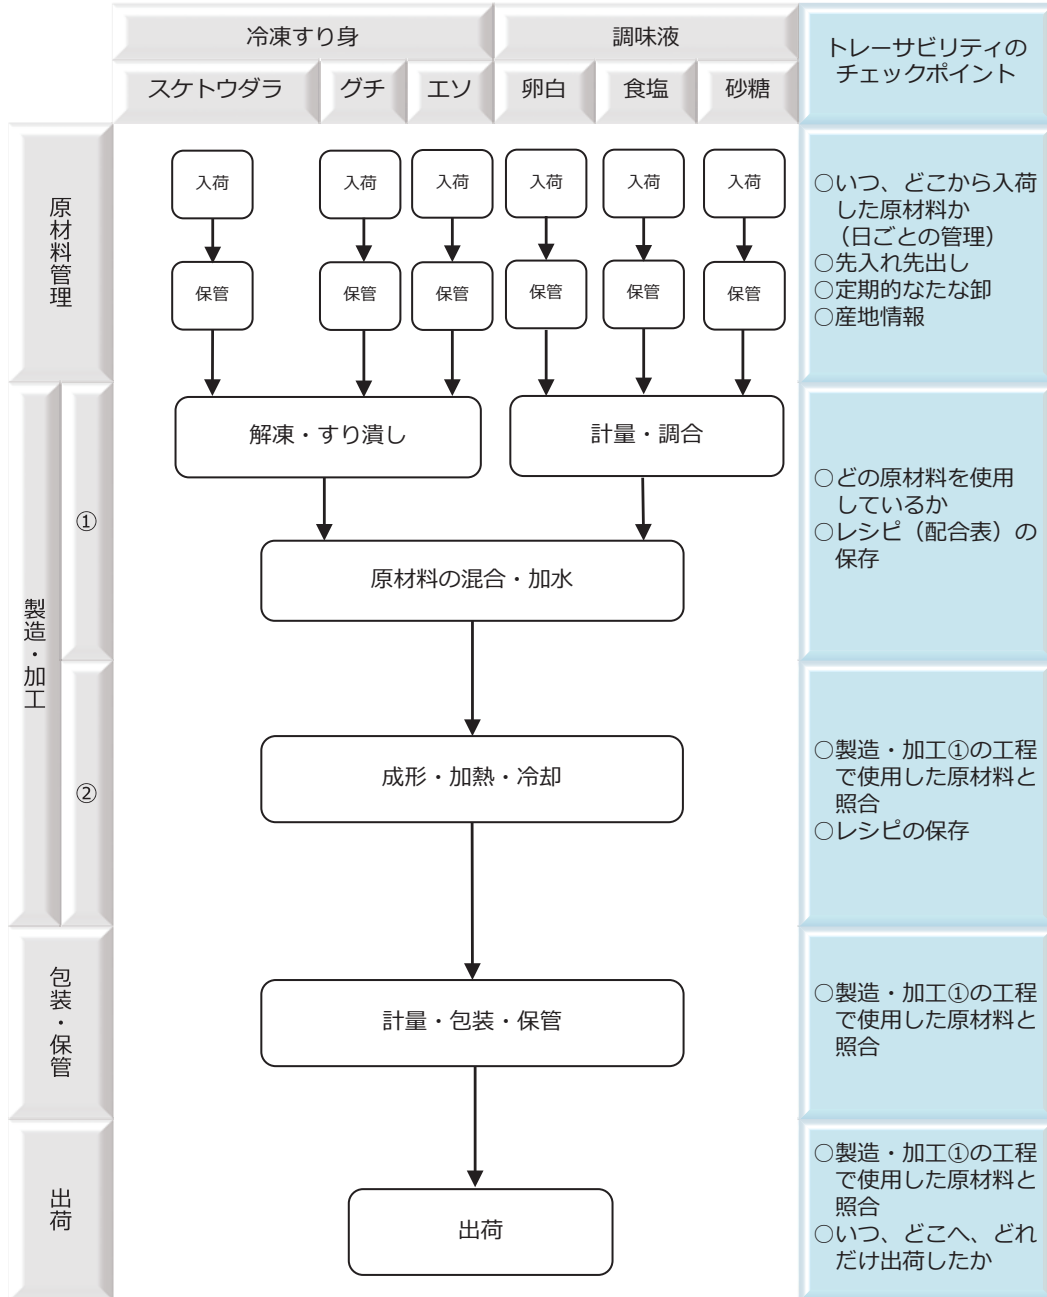 冷凍すり身
調味液
トレーサビリティの
チェックポイント
スケトウダラ
グチ
エソ
卵白
食塩
砂糖
原材料管理
入荷
入荷
入荷
入荷
入荷
入荷
保管
保管
保管
保管
保管
保管
○いつ、どこから入荷
した原材料か
（日ごとの管理）
○先入れ先出し
○定期的なたな卸
○産地情報
製造・加工
①
解凍・すり潰し
計量・調合
原材料の混合・加水
○どの原材料を使用
しているか
○レシピ（配合表）の
保存
②
成形・加熱・冷却
○製造・加工①の工程
で使用した原材料と
照合
○レシピの保存
包装・保管
計量・包装・保管
○製造・加工①の工程
で使用した原材料と
照合
出荷
出荷
○製造・加工①の工程
で使用した原材料と
照合
○いつ、どこへ、どれ
だけ出荷したか